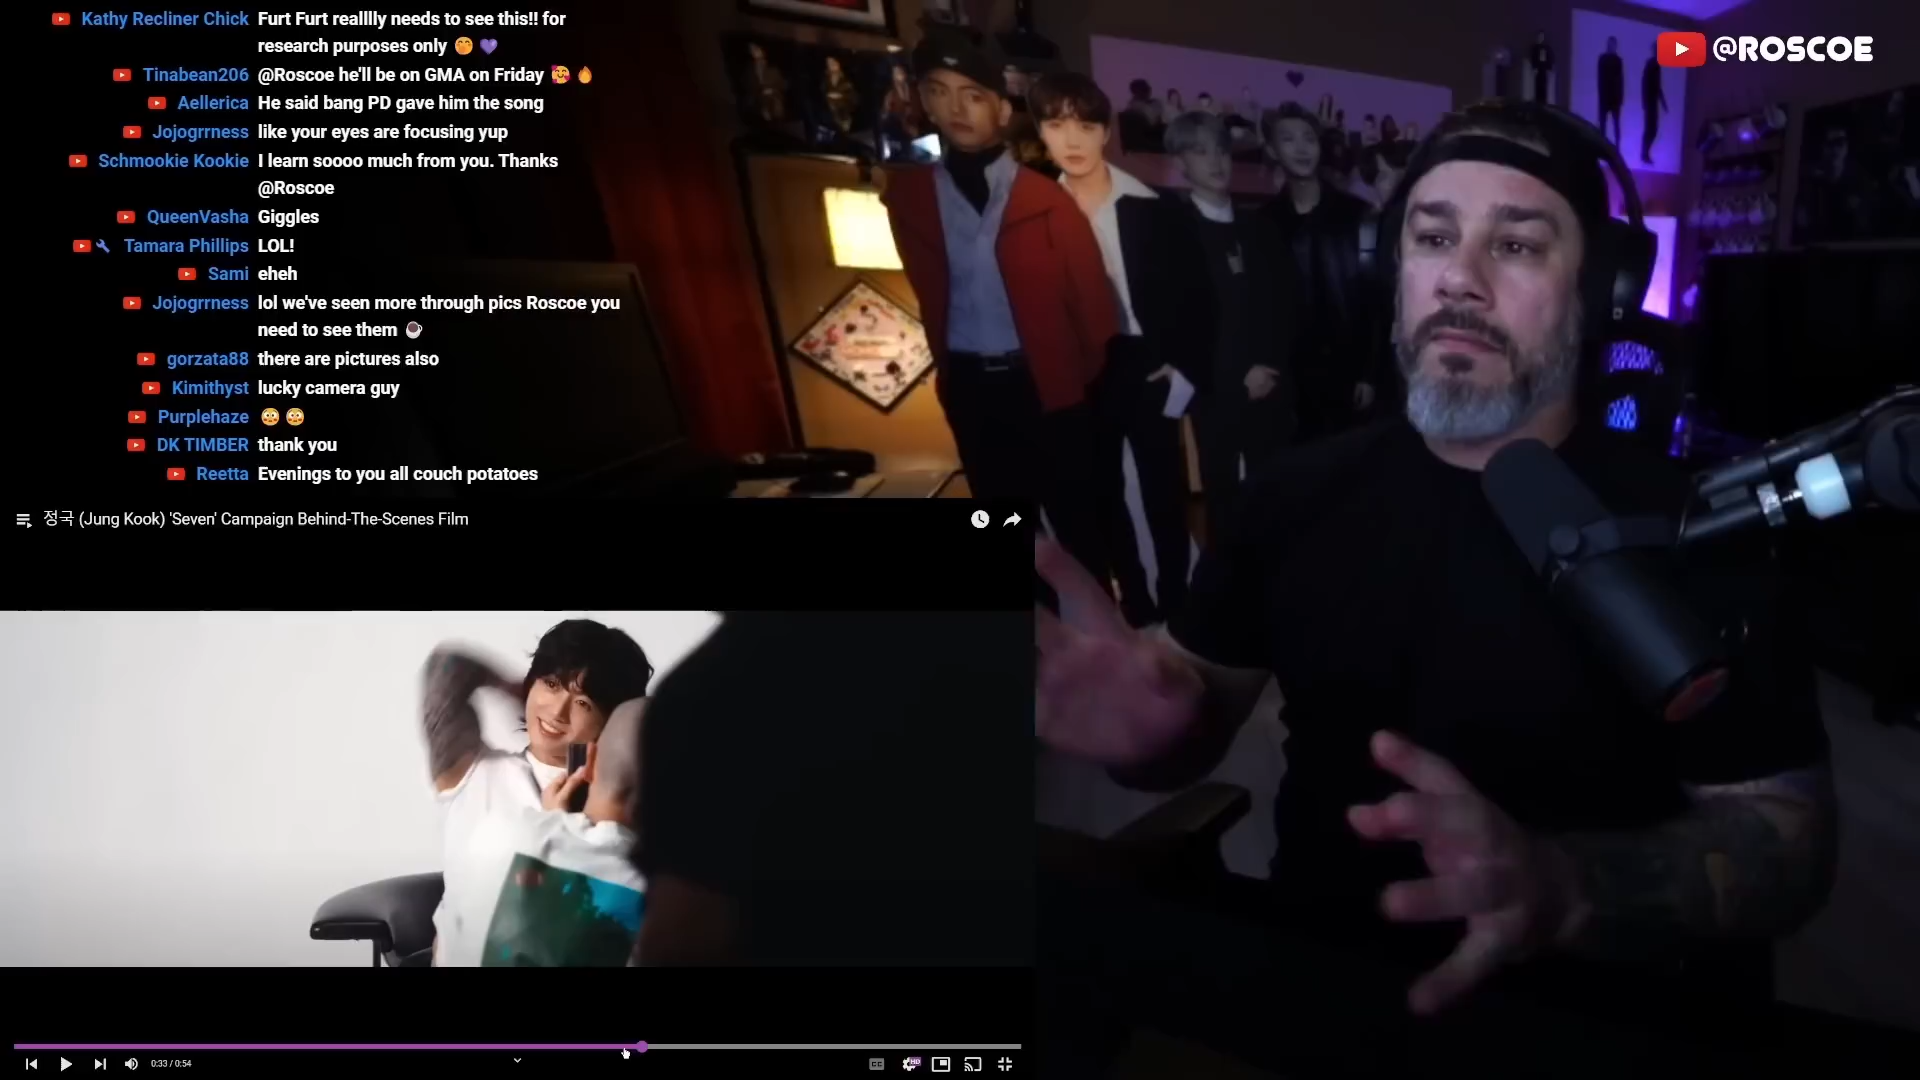 Kathy Recliner Chick Furt Furt realllly needs to see this!! for
research purposes only 🤭 💜
Tinabean206 @Roscoe he'll be on GMA on Friday 🥰 🔥
Aellerica He said bang PD gave him the song
Jojogrrness like your eyes are focusing yup
Schmookie Kookie I learn soooo much from you. Thanks
@Roscoe
QueenVasha Giggles
Tamara Phillips LOL!
Sami eheh
Jojogrrness lol we've seen more through pics Roscoe you
need to see them ☕
gorzata88 there are pictures also
Kimithyst lucky camera guy
Purplehaze 😳 😳
DK TIMBER thank you
Reetta Evenings to you all couch potatoes
@ROSCOE
정국 (Jung Kook) 'Seven' Campaign Behind-The-Scenes Film
0:33 / 0:54
CC
HD